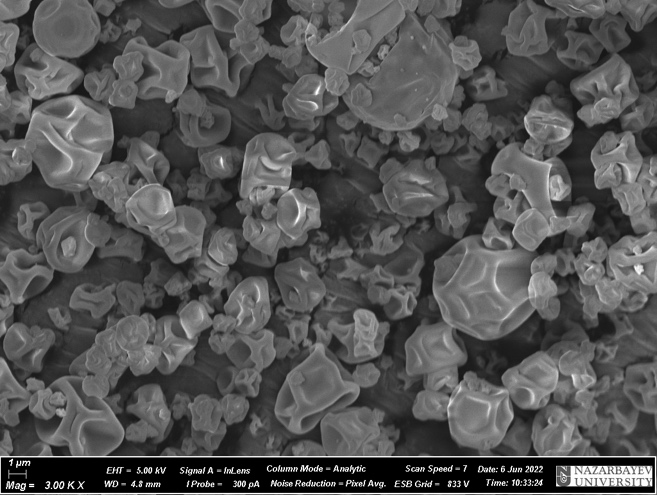 1 µm
Mag = 3.00 K X
EHT = 5.00 kV
WD = 4.8 mm
Signal A = InLens
I Probe = 300 pA
Column Mode = Analytic
Noise Reduction = Pixel Avg.
Scan Speed = 7
ESB Grid = 833 V
Date: 6 Jun 2022
Time: 10:33:24
NAZARBAYEV
UNIVERSITY